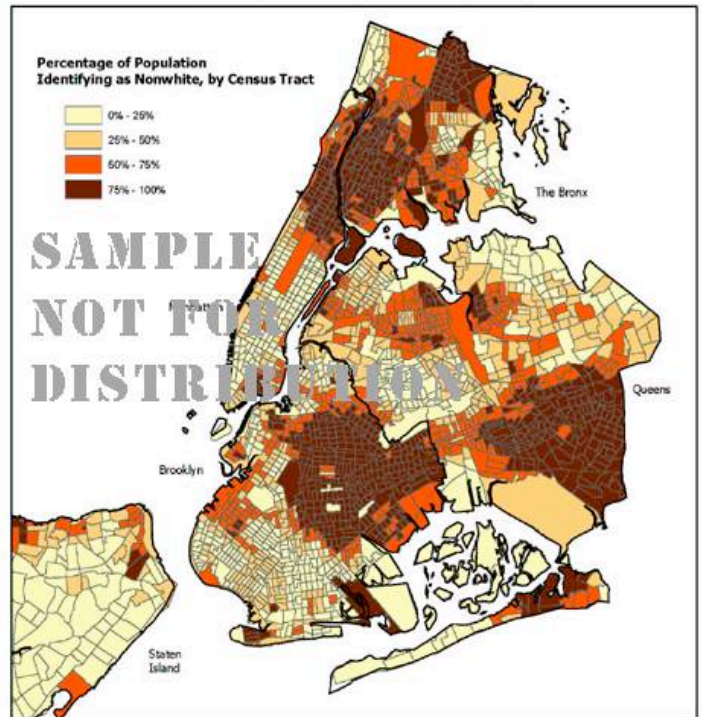 Percentage of Population
Identifying as Nonwhite, by Census Tract
0% - 25%
25% - 50%
50% - 75%
75% - 100%
The Bronx
SAMPLE
NOT FOR
DISTRIBUTION
Manhattan
Queens
Brooklyn
Staten
Island